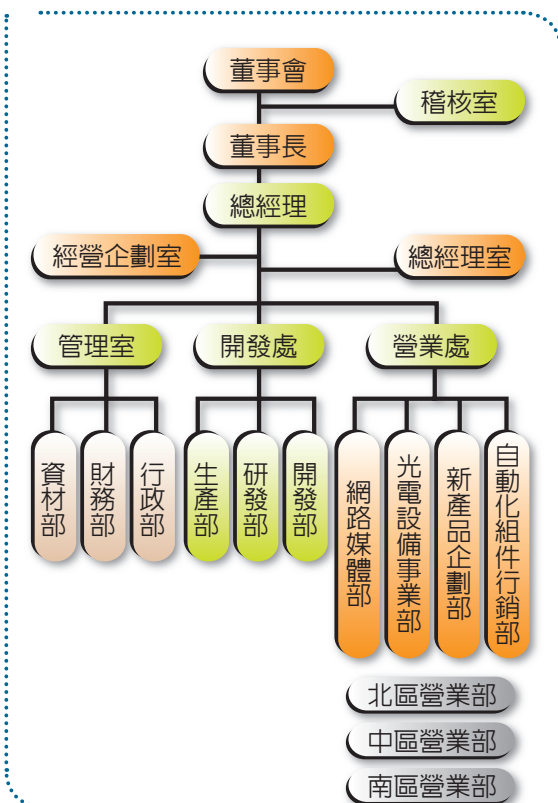 董事會
稽核室
董事長
總經理
經營企劃室
總經理室
管理室
開發處
營業處
資材部
財務部
行政部
生產部
研發部
開發部
網路媒體部
光電設備事業部
新產品企劃部
自動化組件行銷部
北區營業部
中區營業部
南區營業部